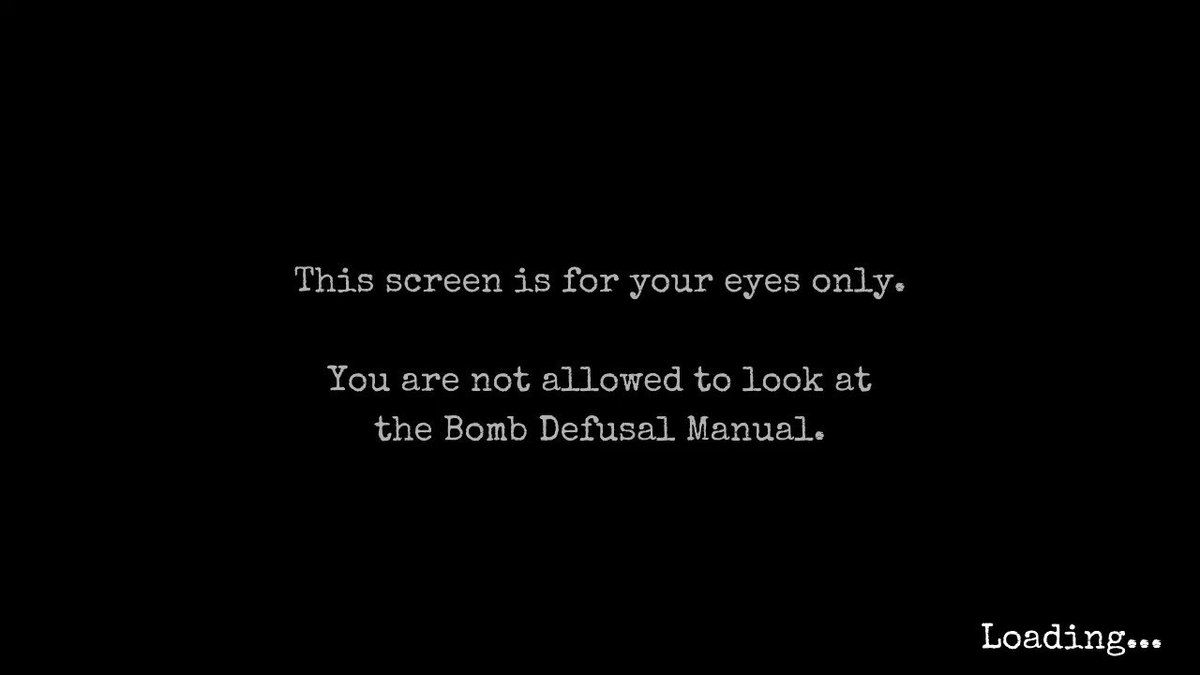 This screen is for your eyes only.
You are not allowed to look at
the Bomb Defusal Manual.
Loading...